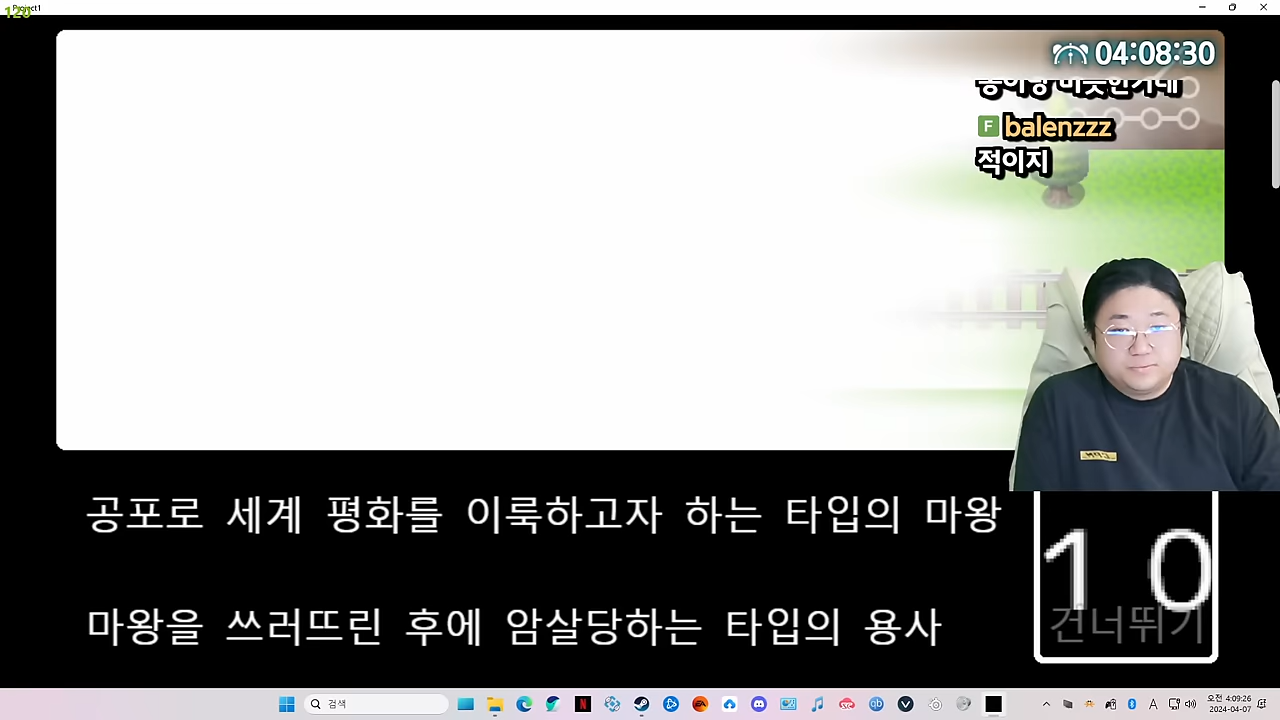 Project1
120
04:08:30
F balenzzz
적이지
공포로 세계 평화를 이룩하고자 하는 타입의 마왕
마왕을 쓰러뜨린 후에 암살당하는 타입의 용사
10
건너뛰기
검색
오전 4:09:26
2024-04-07